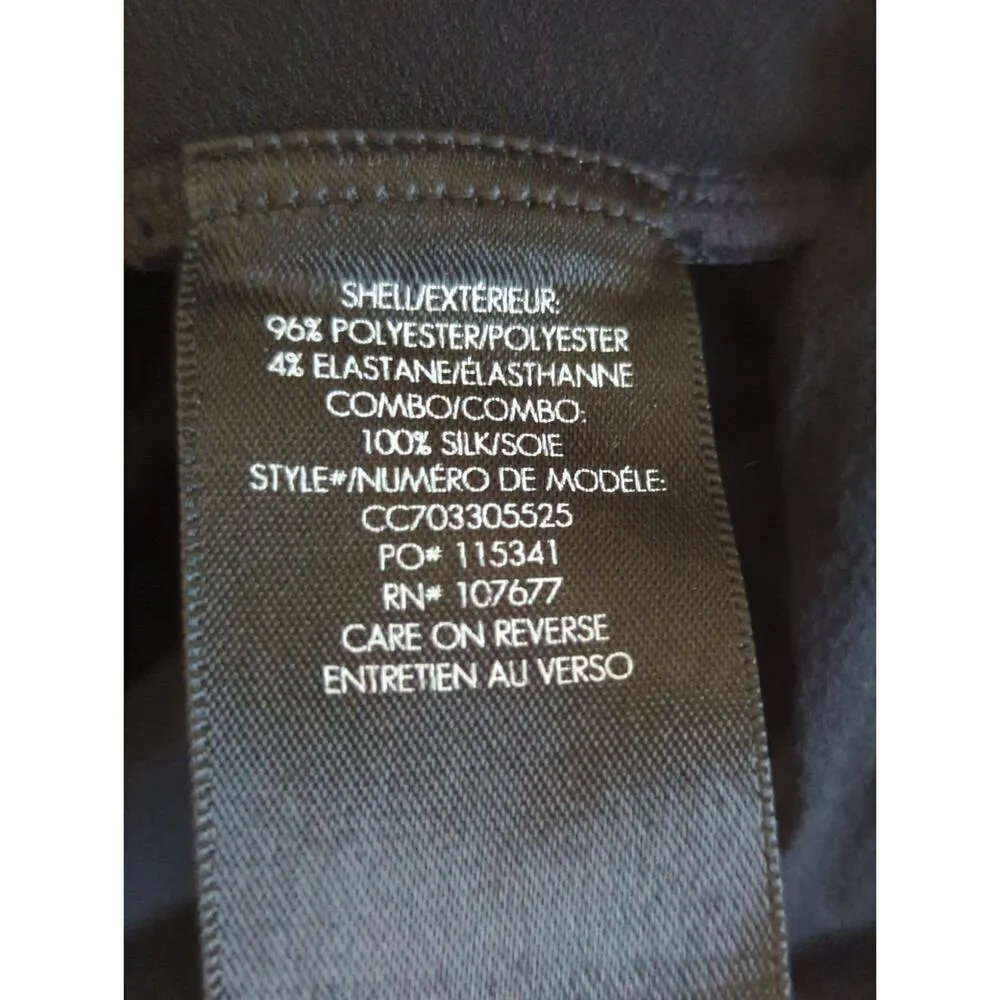 SHELL/EXTÉRIEUR:
96% POLYESTER/POLYESTER
4% ELASTANE/ÉLASTHANNE
COMBO/COMBO:
100% SILK/SOIE
STYLE#/NUMÉRO DE MODÉLE:
CC703305525
PO# 115341
RN# 107677
CARE ON REVERSE
ENTRETIEN AU VERSO